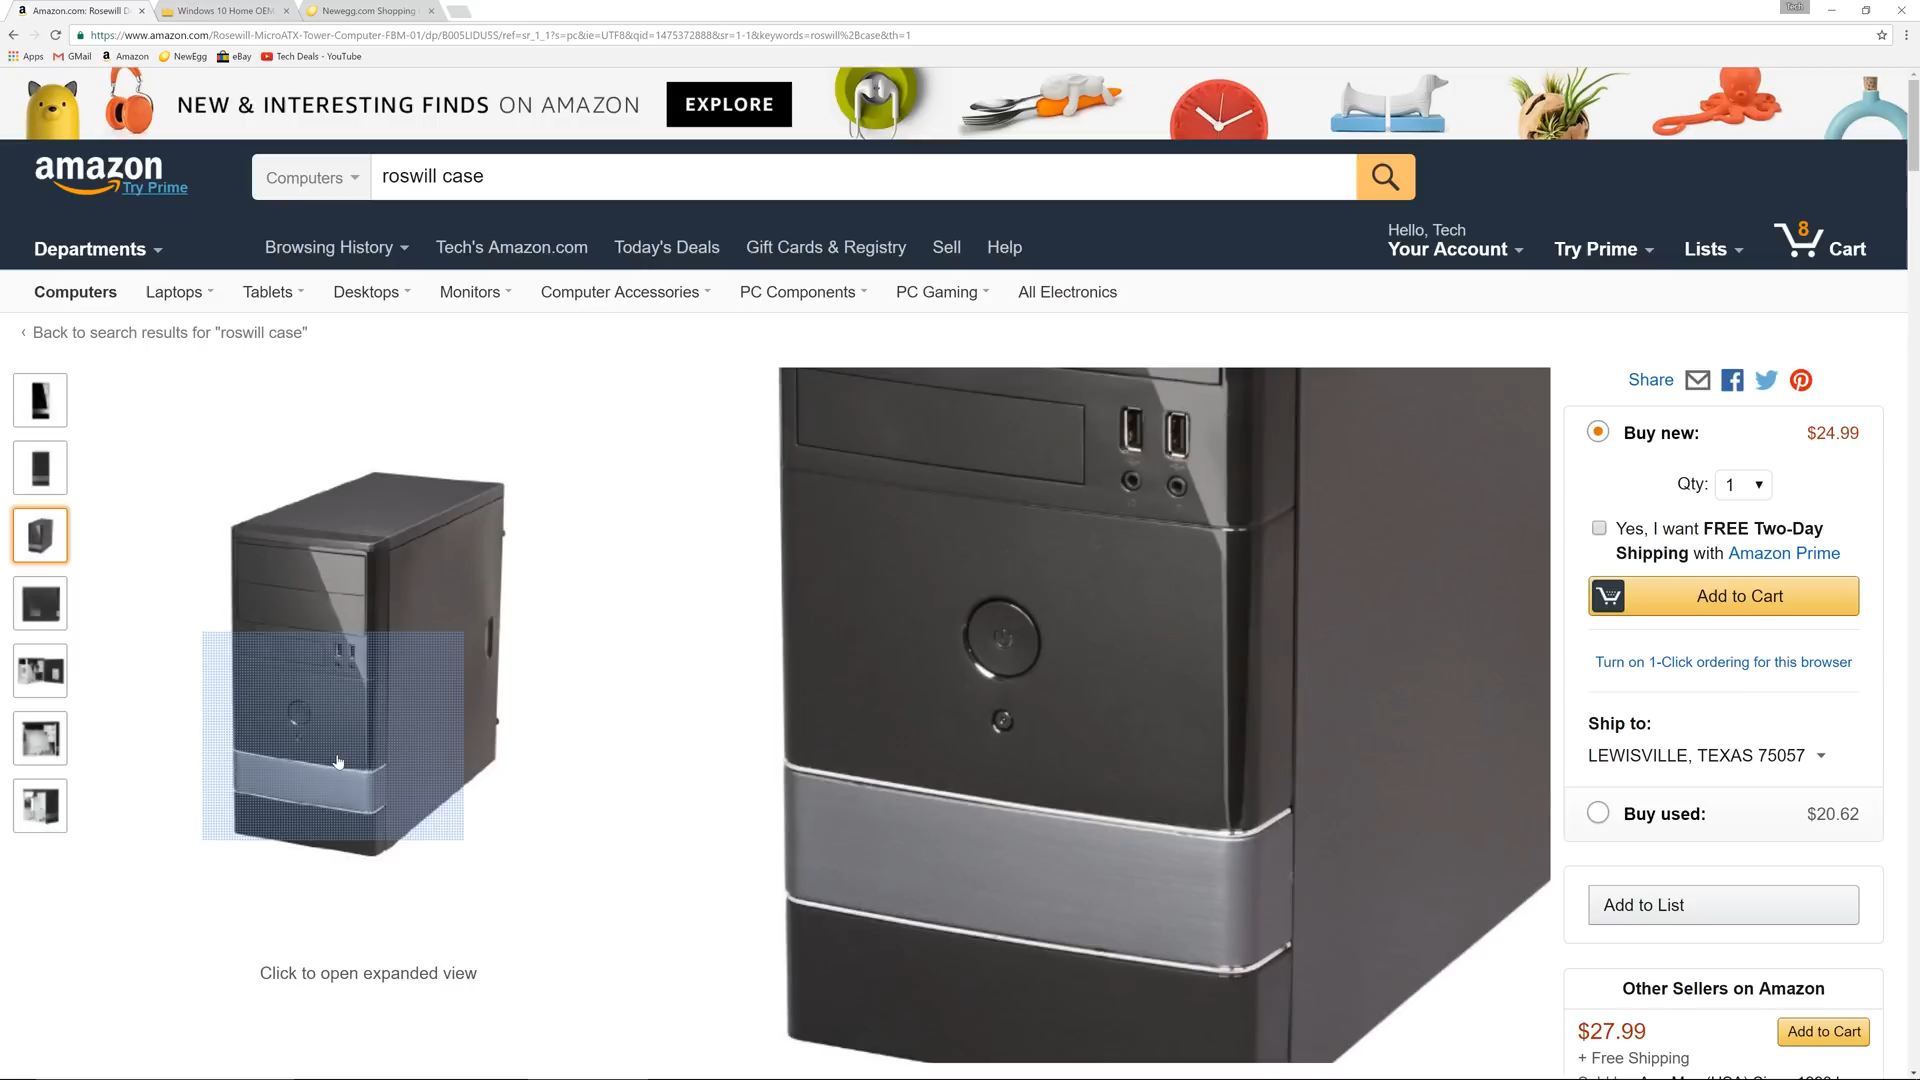 Amazon.com: Rosewill D
Windows 10 Home OEM
Newegg.com Shopping
Tech
https://www.amazon.com/Rosewill-MicroATX-Tower-Computer-FBM-01/dp/B005LIDU5S/ref=sr_1_1?s=pc&ie=UTF8&qid=1475372888&sr=1-1&keywords=roswill%2Bcase&th=1
Apps GMail Amazon NewEgg eBay Tech Deals - YouTube
NEW & INTERESTING FINDS ON AMAZON EXPLORE
amazon
Try Prime
Computers
roswill case
Hello, Tech
Departments Browsing History Tech's Amazon.com Today's Deals Gift Cards & Registry Sell Help Your Account Try Prime Lists 8 Cart
Computers Laptops Tablets Desktops Monitors Computer Accessories PC Components PC Gaming All Electronics
‹ Back to search results for "roswill case"
Share
Buy new: $24.99
Qty: 1
Yes, I want FREE Two-Day
Shipping with Amazon Prime
Add to Cart
Turn on 1-Click ordering for this browser
Ship to:
LEWISVILLE, TEXAS 75057
Buy used: $20.62
Add to List
Click to open expanded view
Other Sellers on Amazon
$27.99 Add to Cart
+ Free Shipping